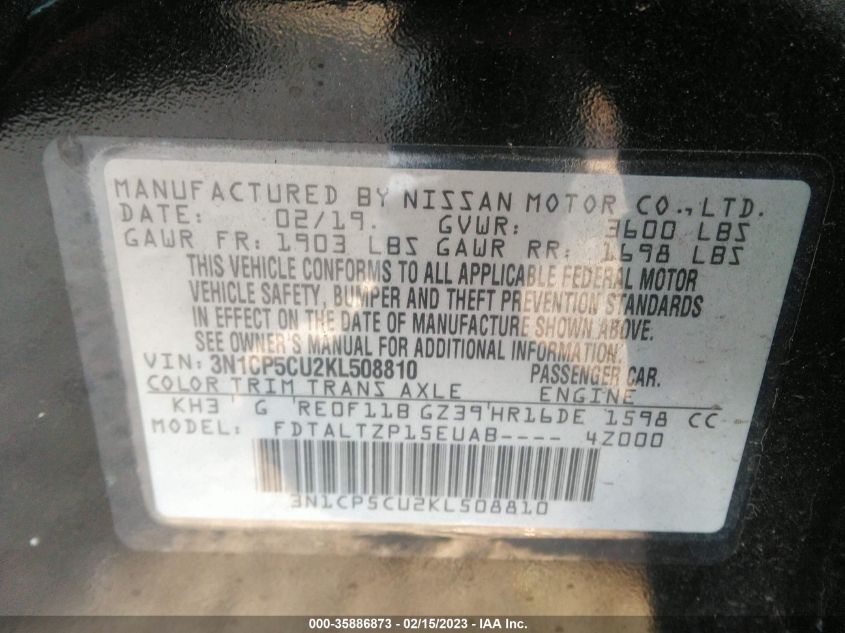 MANUFACTURED BY NISSAN MOTOR CO.,LTD.
DATE: 02/19. GVWR: 3600 LBS
GAWR FR: 1903 LBS GAWR RR: 1698 LBS
THIS VEHICLE CONFORMS TO ALL APPLICABLE FEDERAL MOTOR
VEHICLE SAFETY, BUMPER AND THEFT PREVENTION STANDARDS
IN EFFECT ON THE DATE OF MANUFACTURE SHOWN ABOVE.
SEE OWNER'S MANUAL FOR ADDITIONAL INFORMATION.
VIN: 3N1CP5CU2KL508810 PASSENGER CAR.
COLOR TRIM TRANS AXLE ENGINE
KH3 G RE0F11B GZ39 HR16DE 1598 CC
MODEL: FDTALTZP15EUAB---- 4Z000
3N1CP5CU2KL508810
000-35886873 - 02/15/2023 - IAA Inc.